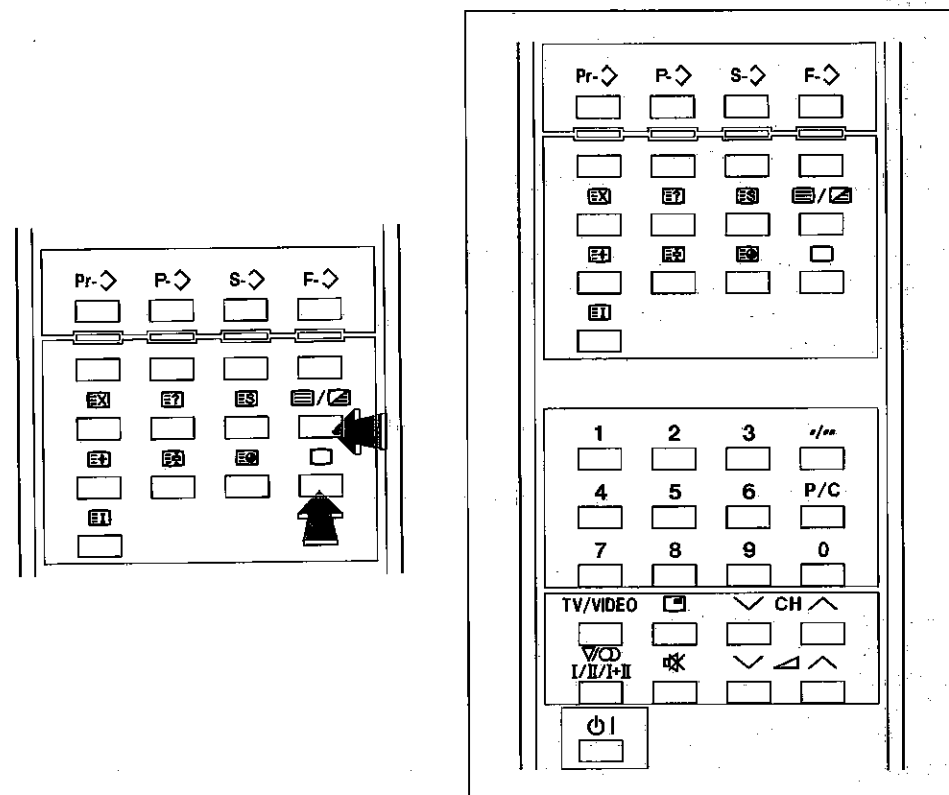 Pr- P- S- F-
X ? S /
I
Pr- P- S- F-
X ? S /
I
1 2 3 -/--
4 5 6 P/C
7 8 9 0
TV/VIDEO CH
I/II/I+II